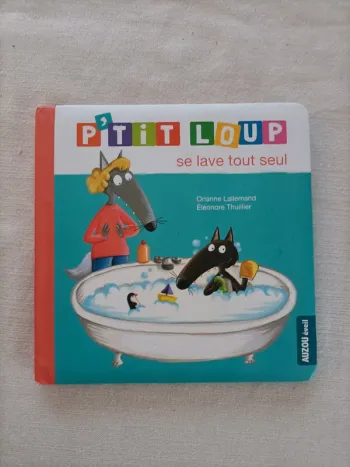 P'TIT LOUP
se lave tout seul
Orianne Lallemand
Éléonore Thuillier
AUZOU éveil